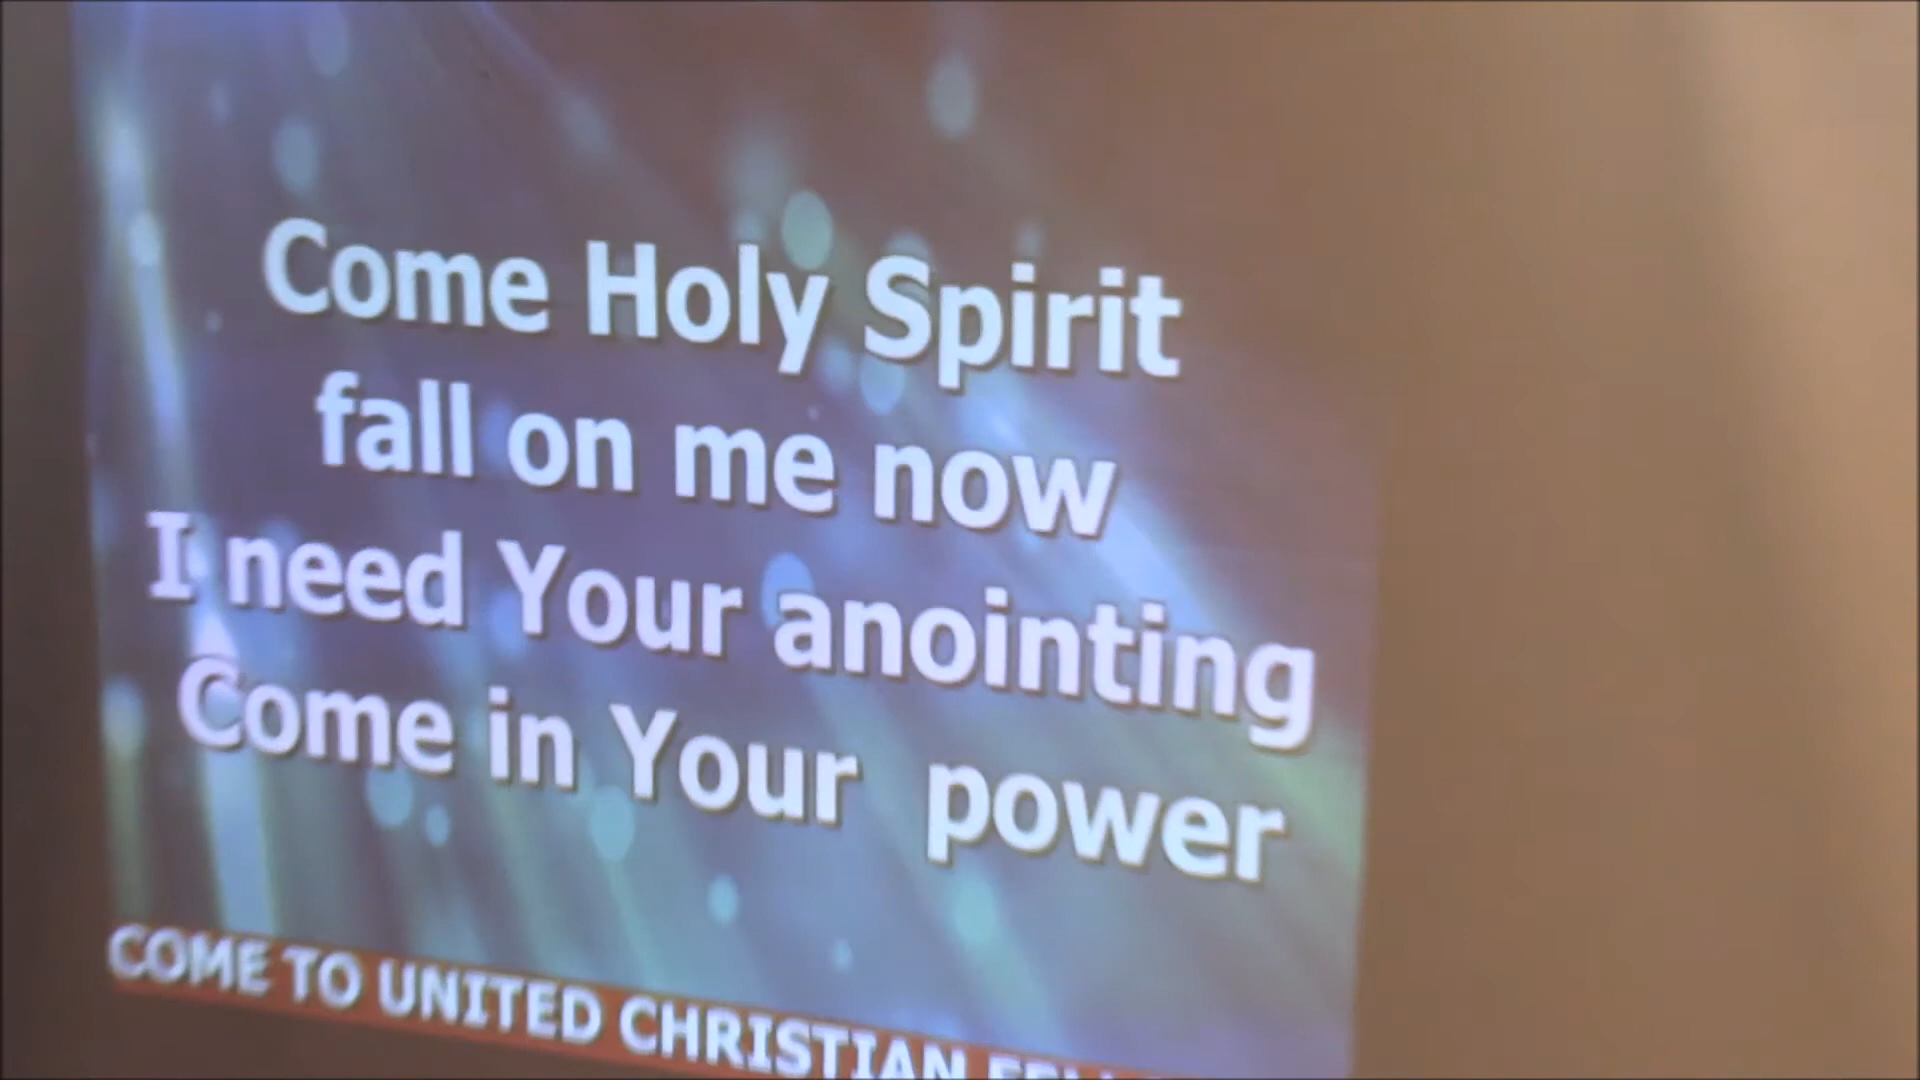 Come Holy Spirit
fall on me now
I need Your anointing
Come in Your power
COME TO UNITED CHRISTIAN